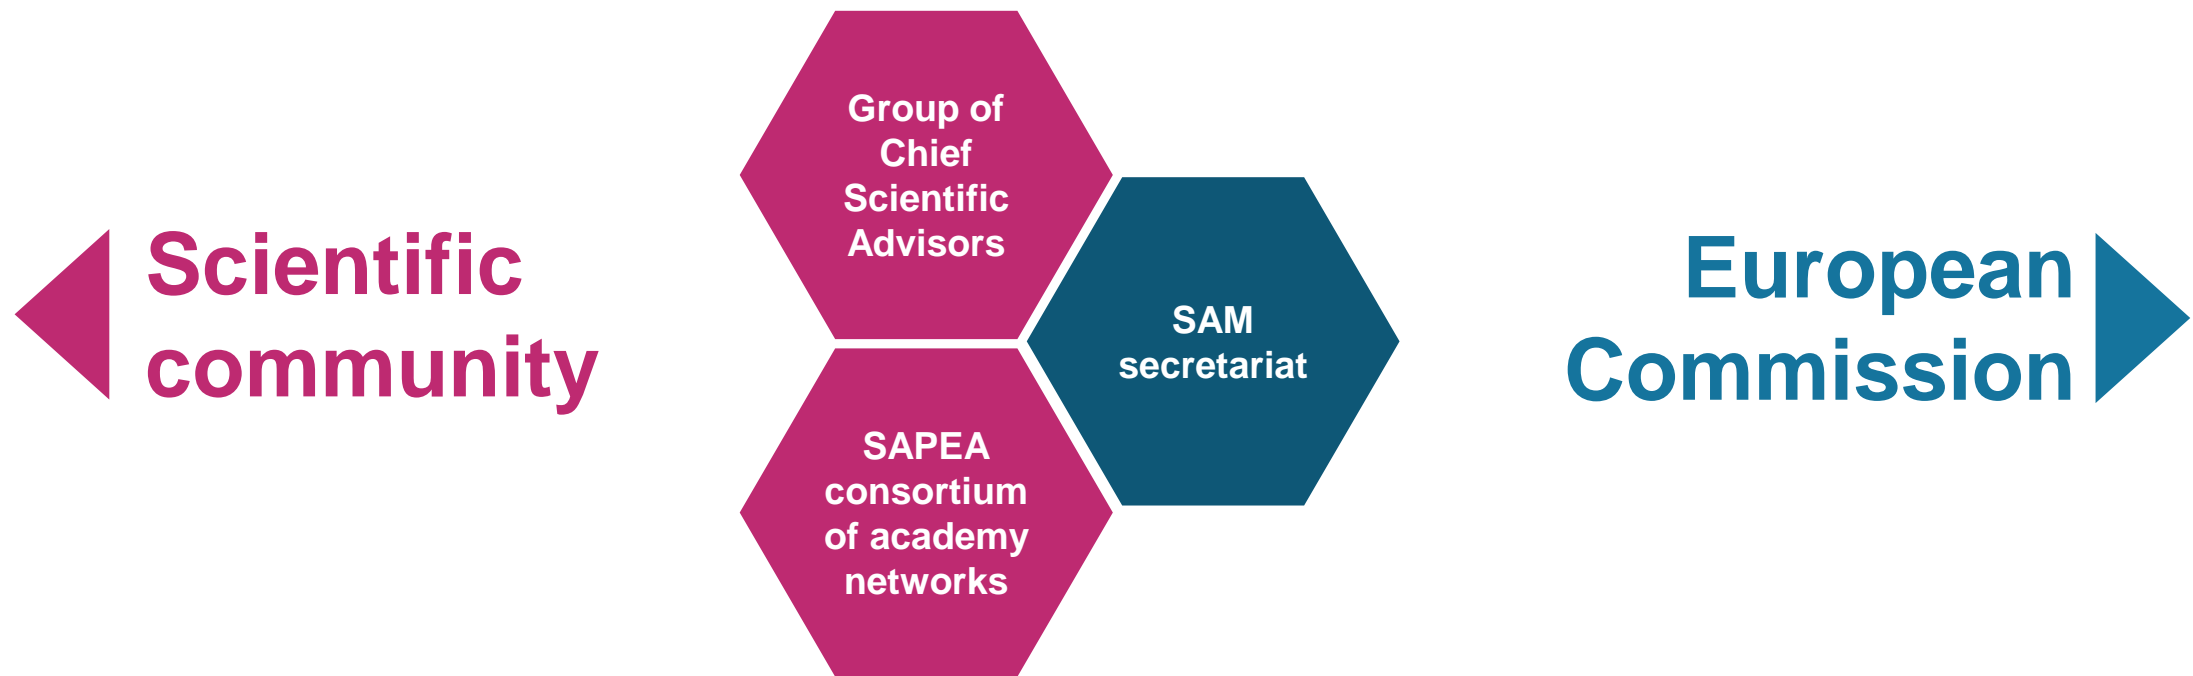 Scientific
community
Group of
Chief
Scientific
Advisors
SAPEA
consortium
of academy
networks
SAM
secretariat
European
Commission